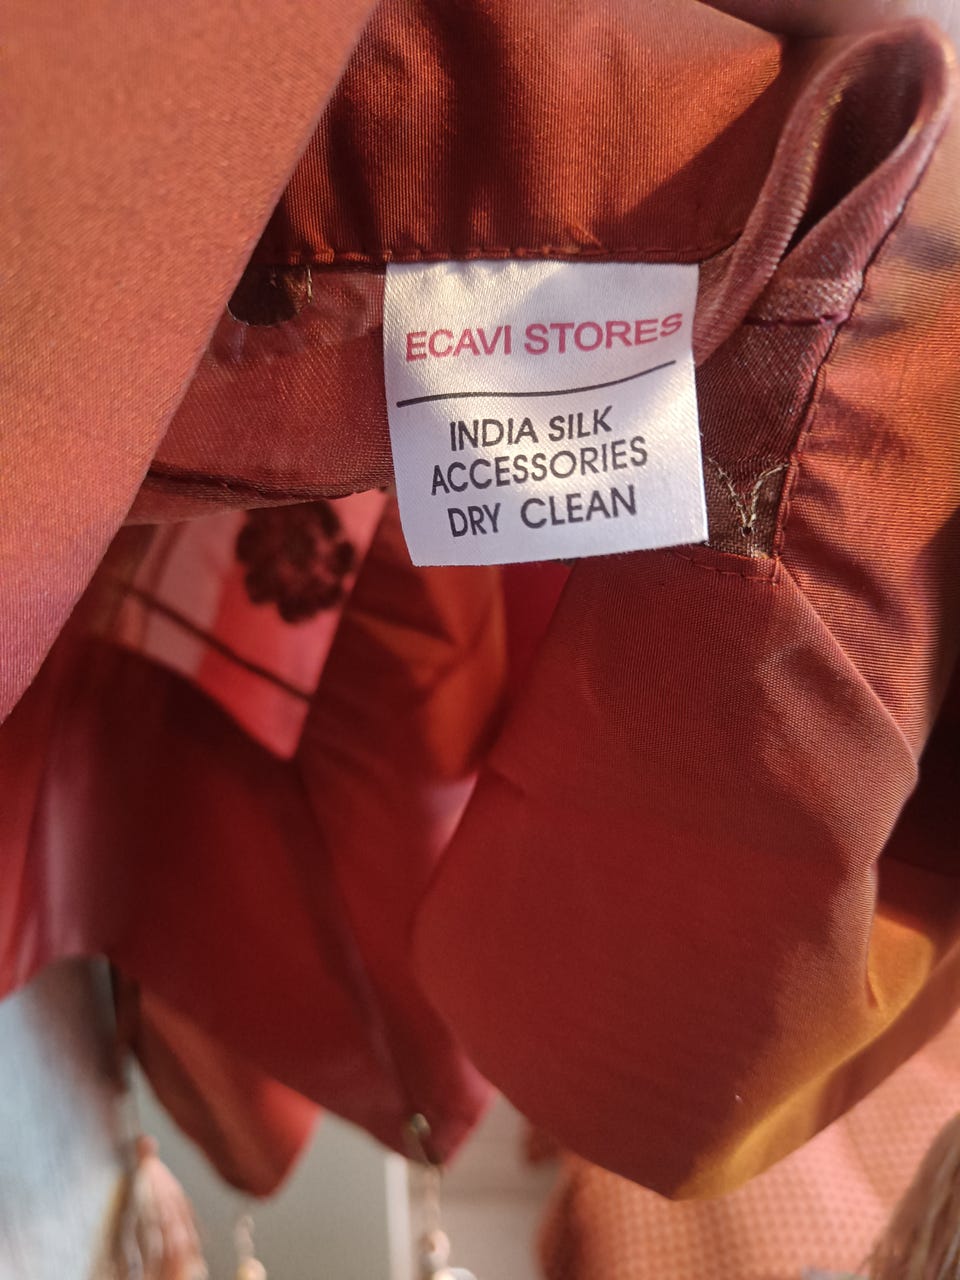 ECAVI STORES
INDIA SILK
ACCESSORIES
DRY CLEAN